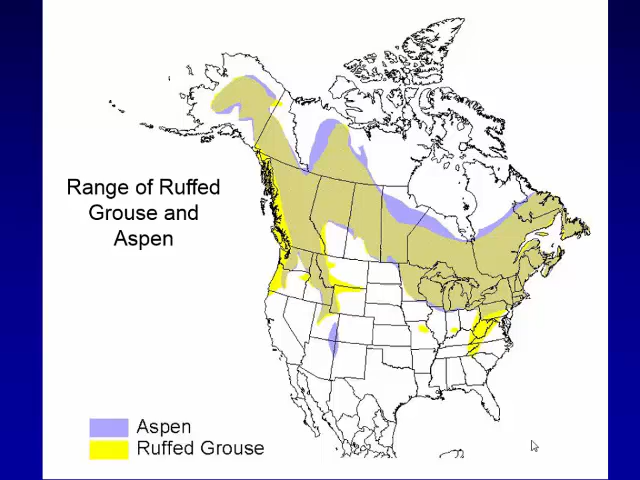 Range of Ruffed
Grouse and
Aspen
Aspen
Ruffed Grouse